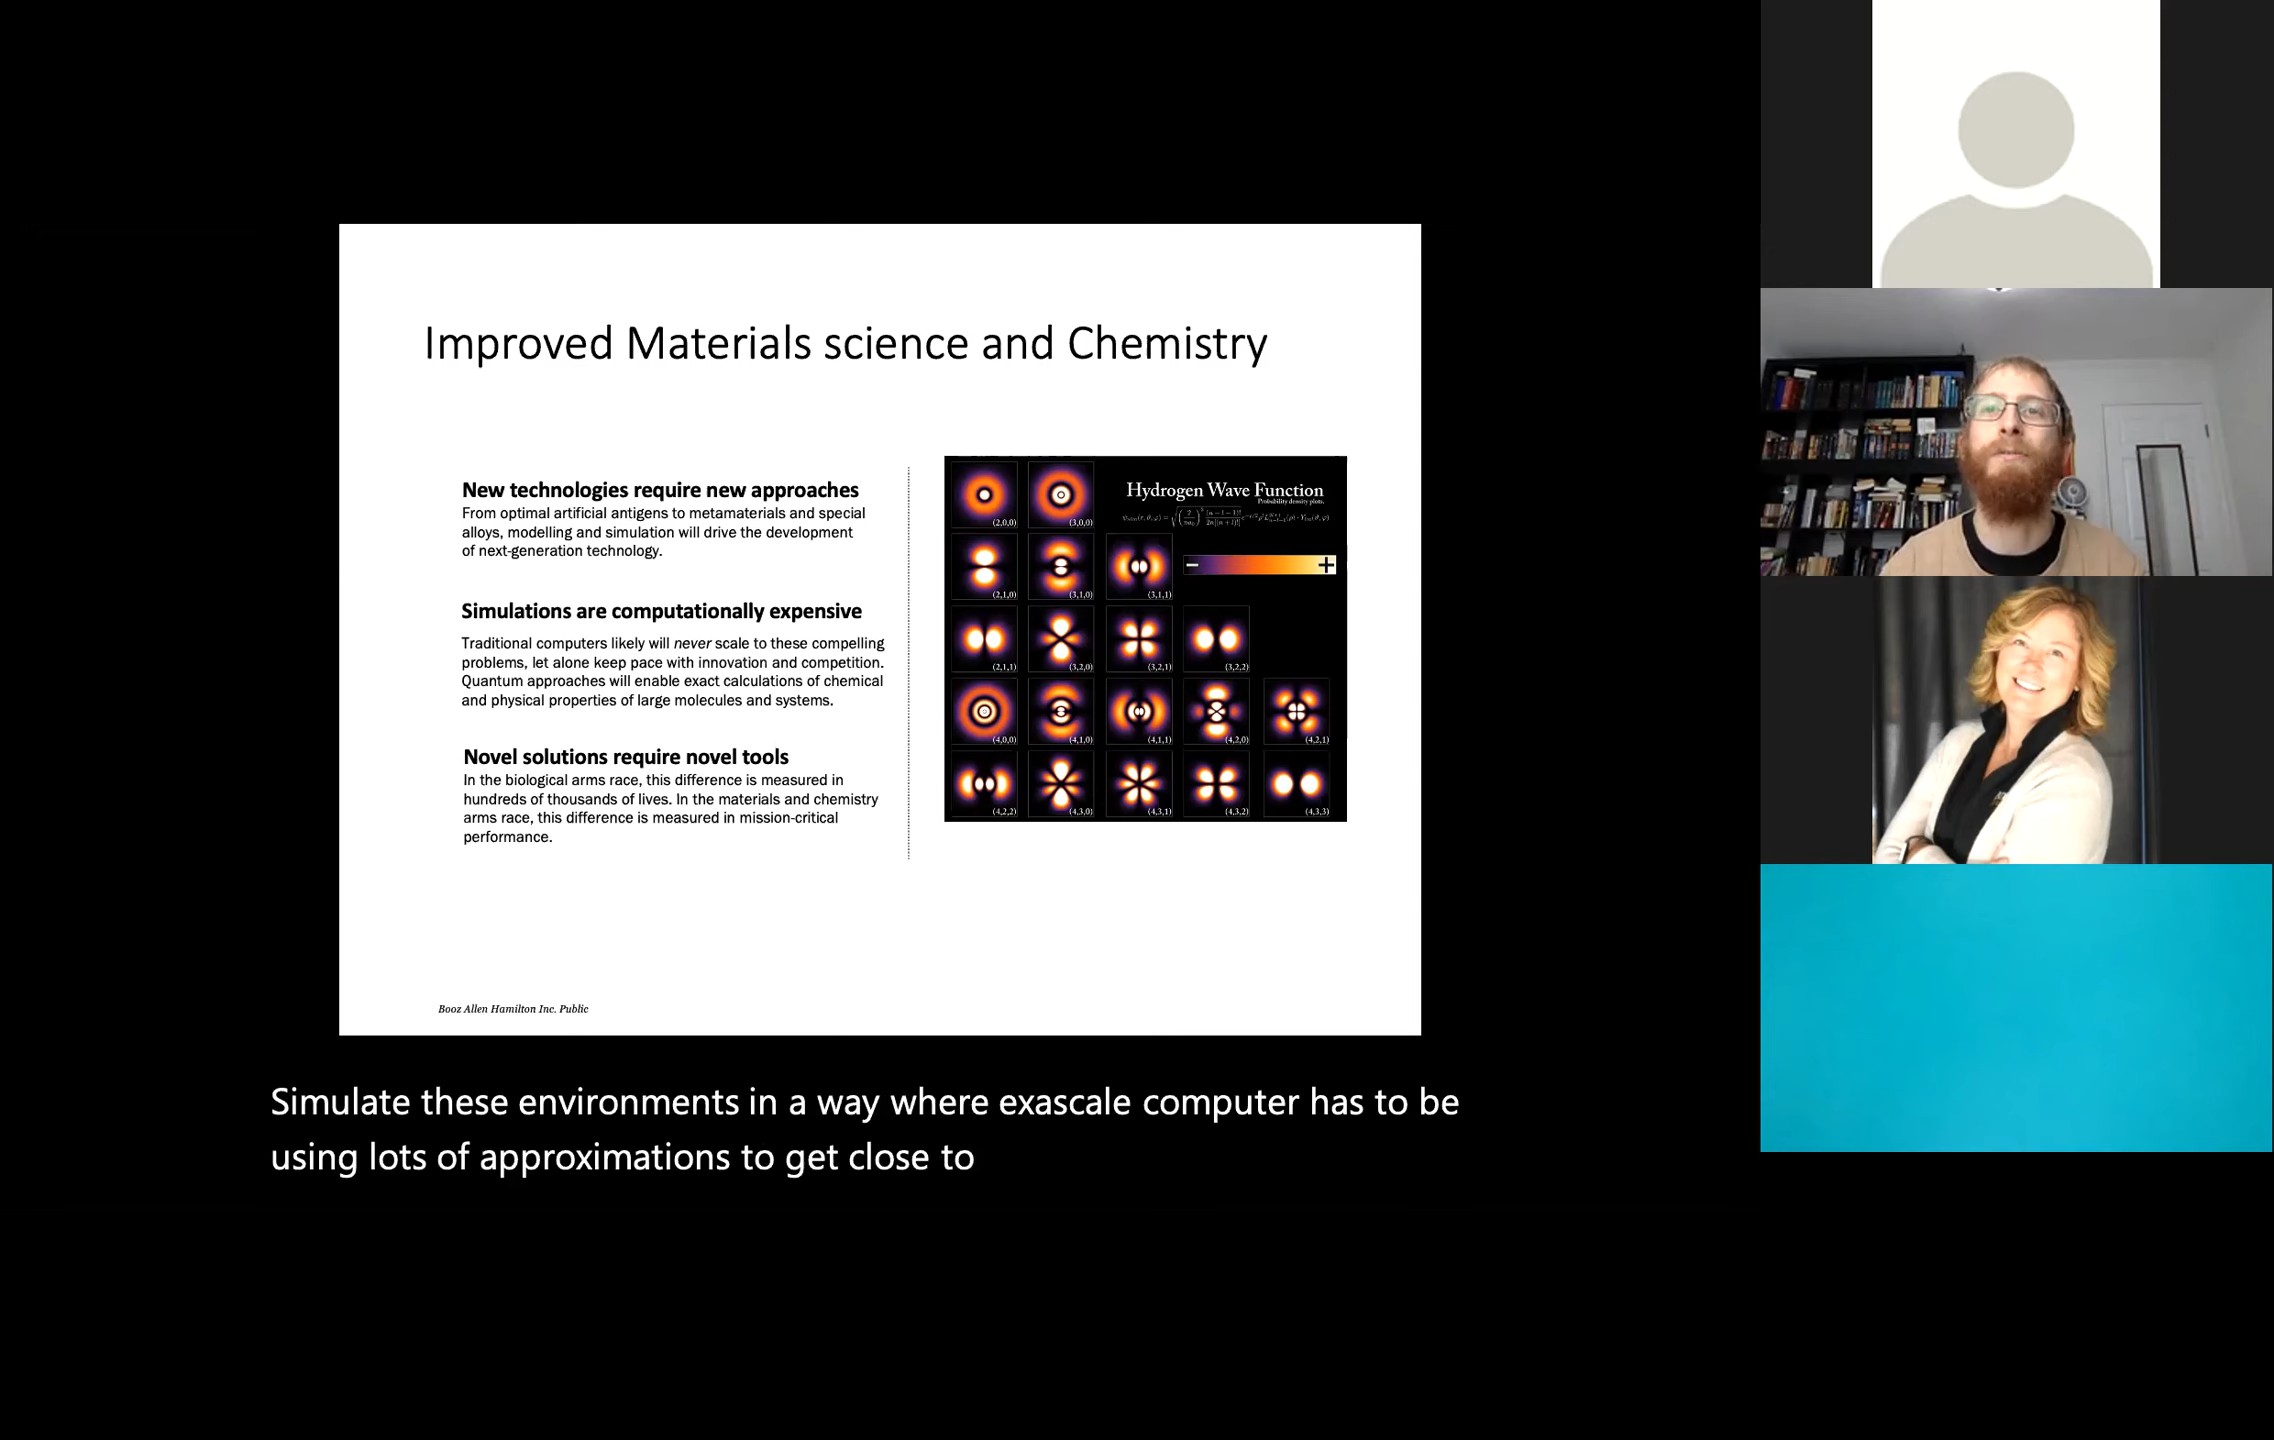 Improved Materials science and Chemistry
New technologies require new approaches
From optimal artificial antigens to metamaterials and special
alloys, modelling and simulation will drive the development
of next-generation technology.
Simulations are computationally expensive
Traditional computers likely will never scale to these compelling
problems, let alone keep pace with innovation and competition.
Quantum approaches will enable exact calculations of chemical
and physical properties of large molecules and systems.
Novel solutions require novel tools
In the biological arms race, this difference is measured in
hundreds of thousands of lives. In the materials and chemistry
arms race, this difference is measured in mission-critical
performance.
Hydrogen Wave Function
Probability density plots.
− +
(2,0,0) (3,0,0)
(2,1,0) (3,1,0) (3,1,1)
(2,1,1) (3,2,0) (3,2,1) (3,2,2)
(4,0,0) (4,1,0) (4,1,1) (4,2,0) (4,2,1)
(4,2,2) (4,3,0) (4,3,1) (4,3,2) (4,3,3)
Booz Allen Hamilton Inc. Public
Simulate these environments in a way where exascale computer has to be
using lots of approximations to get close to